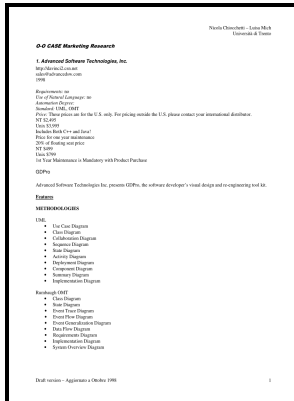 Nicola Chiocchetti – Luisa Mich
Università di Trento
O-O CASE Marketing Research
1. Advanced Software Technologies, Inc.
http://davinci2.csn.net
sales@advancedsw.com
1998
Requirements: no
Use of Natural Language: no
Automation Degree:
Standard: UML, OMT
Price: These prices are for the U.S. only. For pricing outside the U.S. please contact your international distributor.
NT $2,495
Unix $3,995
Includes Both C++ and Java!
Price for one year maintenance
20% of floating seat price
NT $499
Unix $799
1st Year Maintenance is Mandatory with Product Purchase
GDPro
Advanced Software Technologies Inc. presents GDPro, the software developer's visual design and re-engineering tool kit.
Features
METHODOLOGIES
UML
• Use Case Diagram
• Class Diagram
• Collaboration Diagram
• Sequence Diagram
• State Diagram
• Activity Diagram
• Deployment Diagram
• Component Diagram
• Summary Diagram
• Implementation Diagram
Rumbaugh OMT
• Class Diagram
• State Diagram
• Event Trace Diagram
• Event Flow Diagram
• Event Generalization Diagram
• Data Flow Diagram
• Requirements Diagram
• Implementation Diagram
• System Overview Diagram
Draft version – Aggiornato a Ottobre 1998 1